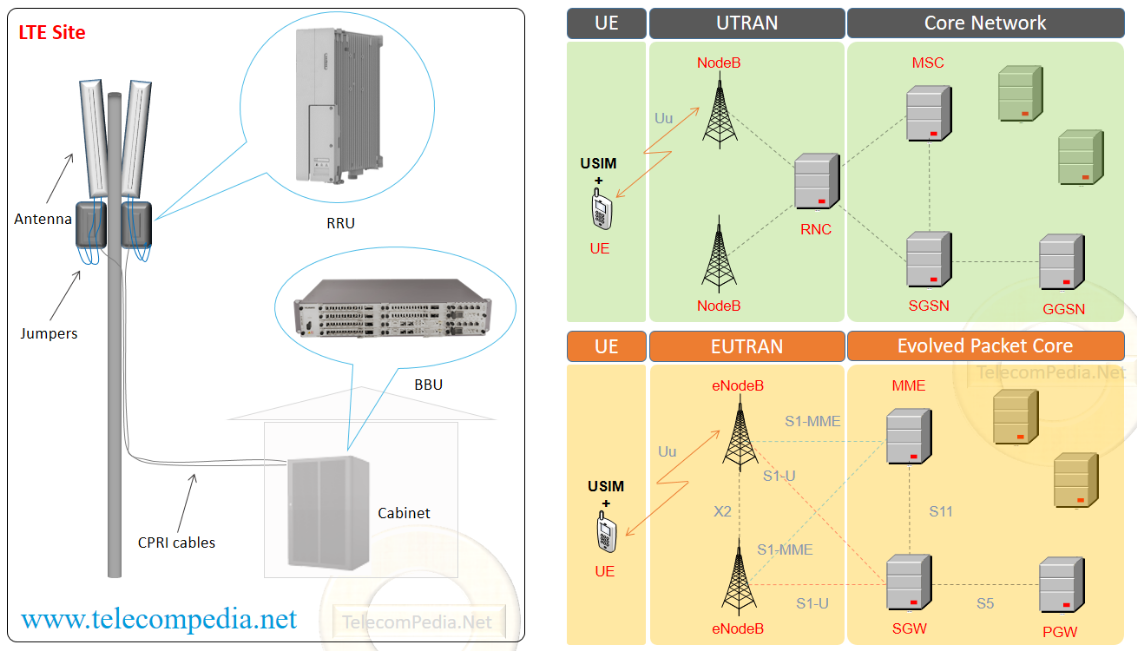 LTE Site
RRU
Antenna
Jumpers
BBU
Cabinet
CPRI cables
www.telecompedia.net
TelecomPedia.Net
UE
UTRAN
Core Network
NodeB
MSC
Uu
USIM
+
UE
RNC
NodeB
SGSN
GGSN
UE
EUTRAN
Evolved Packet Core
TelecomPedia.Net
eNodeB
MME
S1-MME
Uu
S1-U
USIM
+
UE
X2
S11
S1-MME
S1-U
S5
eNodeB
SGW
PGW